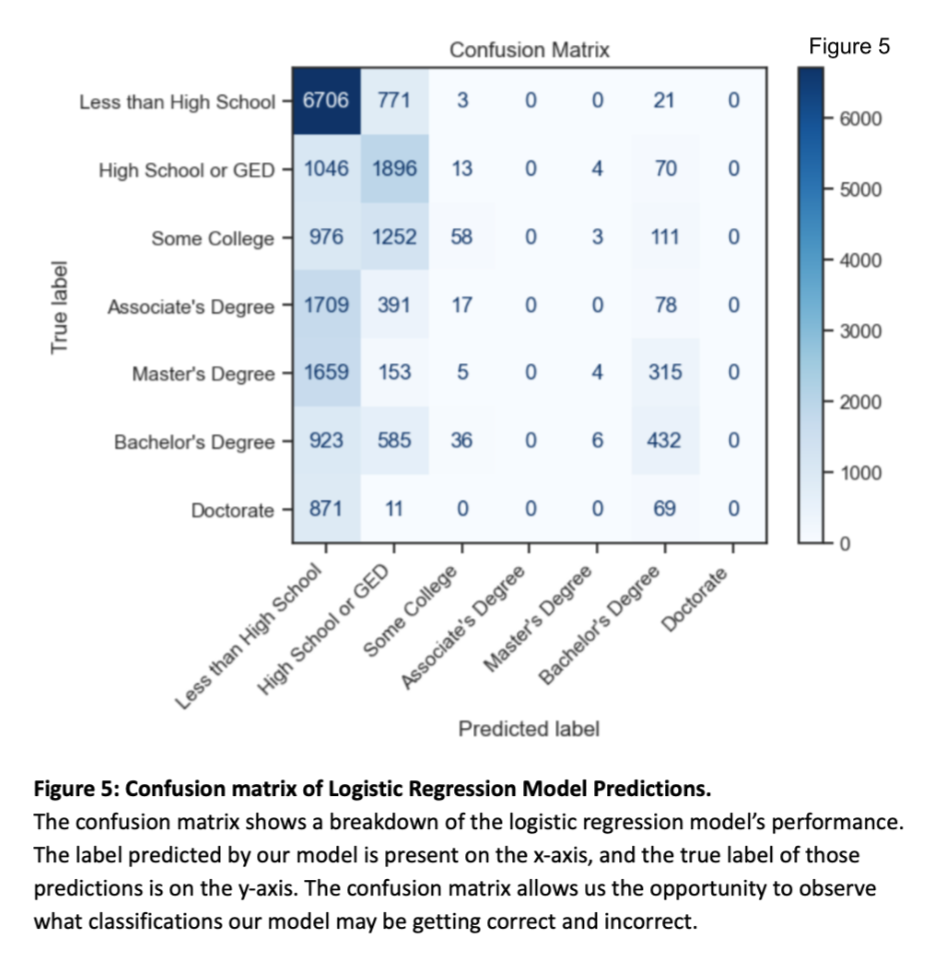 Figure 5
Confusion Matrix
Less than High School 6706 771 3 0 0 21 0
High School or GED 1046 1896 13 0 4 70 0
Some College 976 1252 58 0 3 111 0
Associate's Degree 1709 391 17 0 0 78 0
Master's Degree 1659 153 5 0 4 315 0
Bachelor's Degree 923 585 36 0 6 432 0
Doctorate 871 11 0 0 0 69 0
True label
Less than High School
High School or GED
Some College
Associate's Degree
Master's Degree
Bachelor's Degree
Doctorate
Predicted label
6000
5000
4000
3000
2000
1000
0
Figure 5: Confusion matrix of Logistic Regression Model Predictions.
The confusion matrix shows a breakdown of the logistic regression model’s performance.
The label predicted by our model is present on the x-axis, and the true label of those
predictions is on the y-axis. The confusion matrix allows us the opportunity to observe
what classifications our model may be getting correct and incorrect.